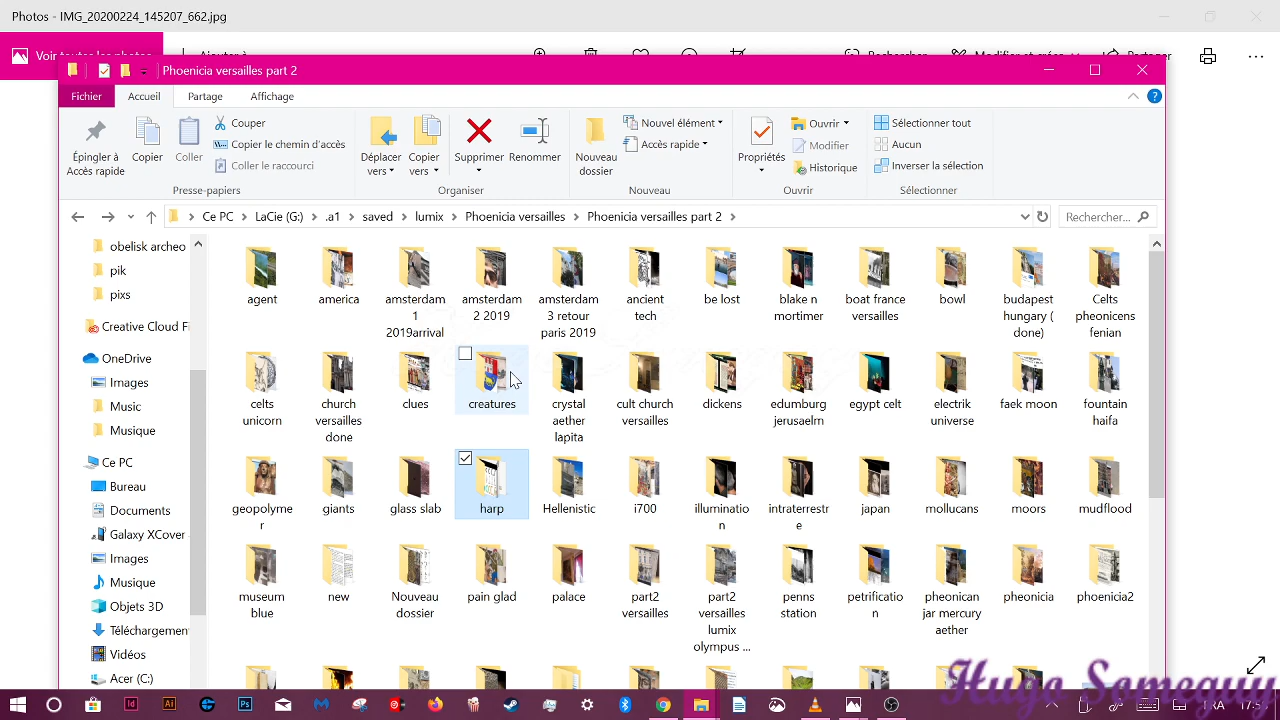 Photos - IMG_20200224_145207_662.jpg
Voir toutes les photos
Phoenicia versailles part 2
Fichier Accueil Partage Affichage
Épingler à
Accès rapide
Copier
Coller
Couper
Copier le chemin d'accès
Coller le raccourci
Presse-papiers
Déplacer
vers
Copier
vers
Supprimer
Renommer
Organiser
Nouveau
dossier
Nouvel élément
Accès rapide
Nouveau
Propriétés
Ouvrir
Modifier
Historique
Ouvrir
Sélectionner tout
Aucun
Inverser la sélection
Sélectionner
Ce PC > LaCie (G:) > .a1 > saved > lumix > Phoenicia versailles > Phoenicia versailles part 2 >
Rechercher...
obelisk archeo
pik
pixs
Creative Cloud Fi
OneDrive
Images
Music
Musique
Ce PC
Bureau
Documents
Galaxy XCover
Images
Musique
Objets 3D
Téléchargement
Vidéos
Acer (C:)
agent
america
amsterdam
1
2019arrival
amsterdam
2 2019
amsterdam
3 retour
paris 2019
ancient
tech
be lost
blake n
mortimer
boat france
versailles
bowl
budapest
hungary (
done)
Celts
pheonicens
fenian
celts
unicorn
church
versailles
done
clues
creatures
crystal
aether
lapita
cult church
versailles
dickens
edumburg
jerusaelm
egypt celt
electrik
universe
faek moon
fountain
haifa
geopolyme
r
giants
glass slab
harp
Hellenistic
i700
illuminatio
n
intraterrestr
e
japan
mollucans
moors
mudflood
museum
blue
new
Nouveau
dossier
pain glad
palace
part2
versailles
part2
versailles
lumix
olympus ...
penns
station
petrificatio
n
pheonican
jar mercury
aether
pheonicia
phoenicia2
Hugo Someguy